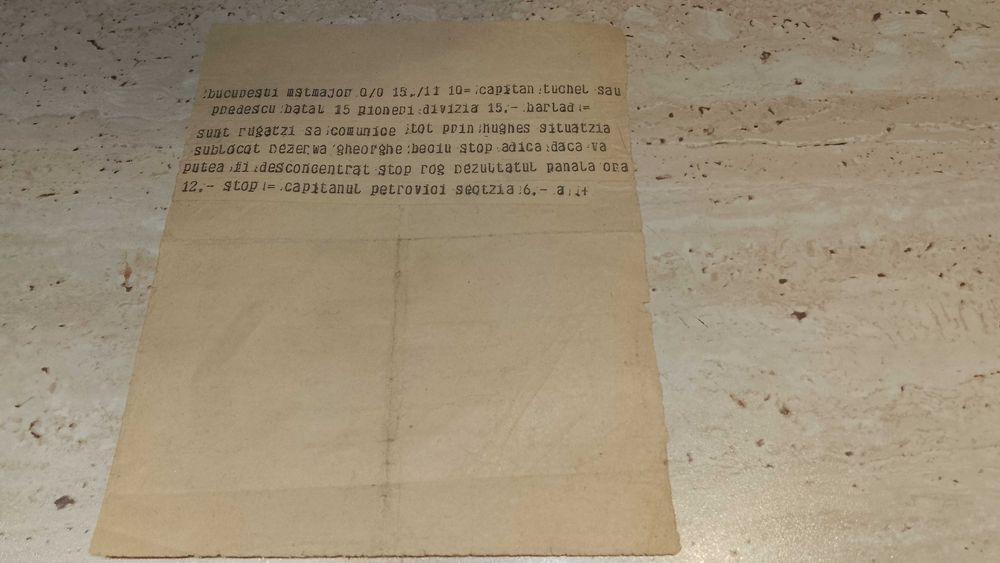 bucuresti mstmajor 0/0 15./11 10= capitan tuchel sau
predescu batal 15 pioneri divizia 15.- barlad =
sunt rugatzi sa comunice tot prin hughes situatzia
sublocot rezerwa gheorghe beciu stop adica daca va
putea fi desconcentrat stop rog rezultatul panala ora
12.- stop = capitanul petrovici seqtzia 6.- a +